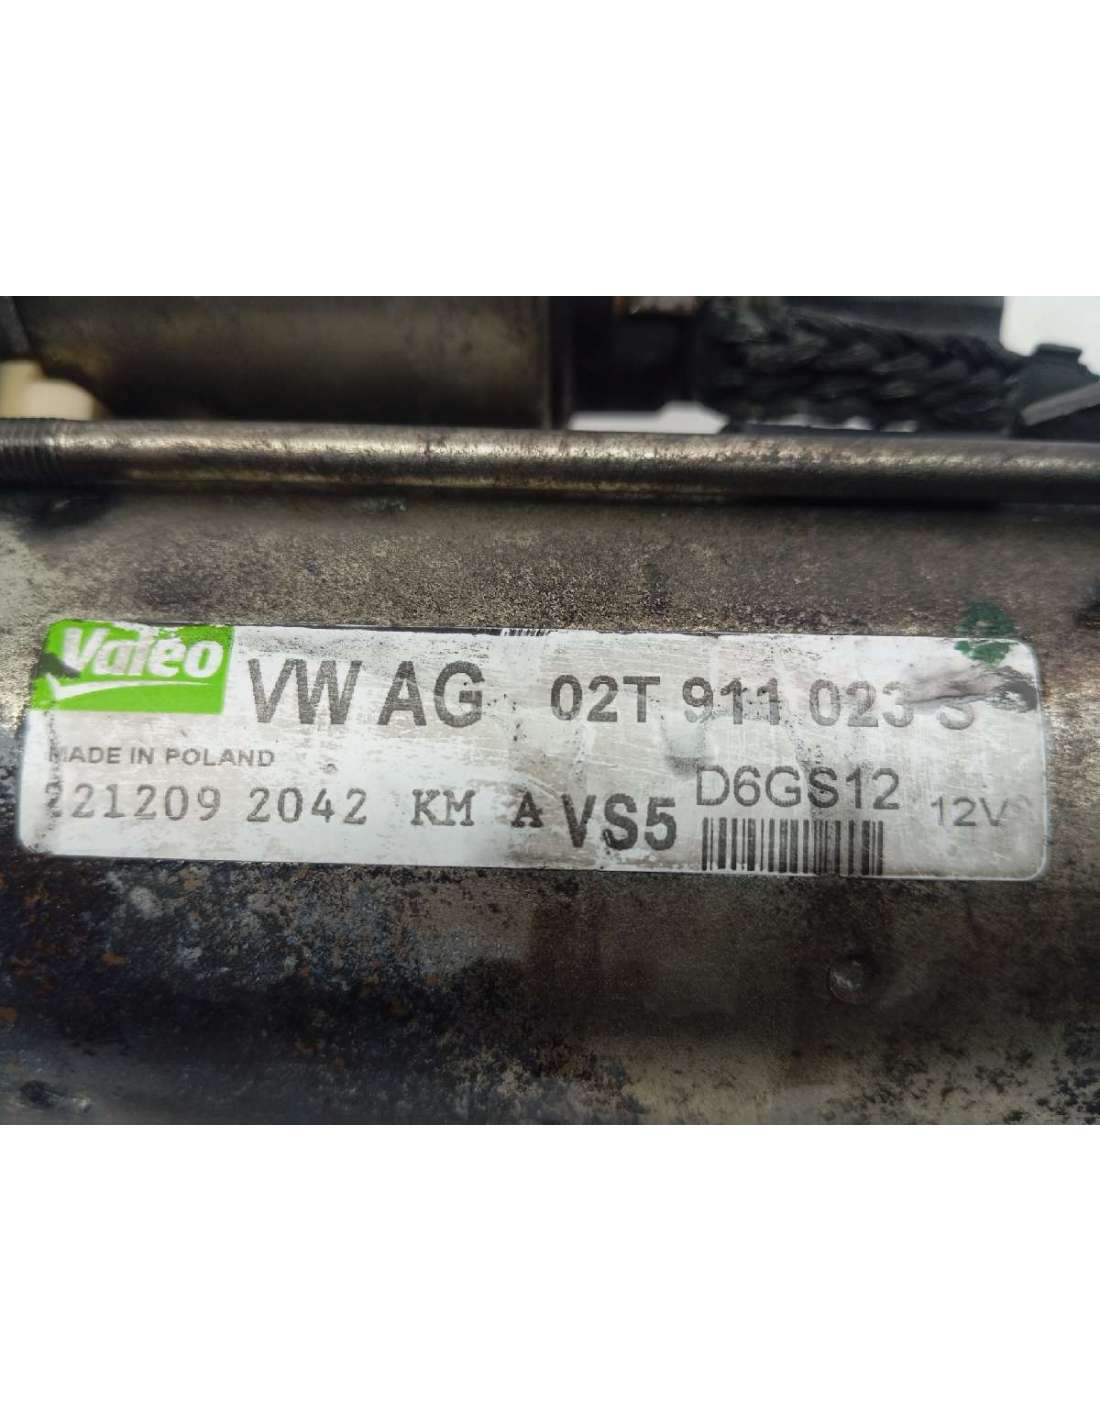 Valeo
VW AG 02T 911 023 S
MADE IN POLAND
221209 2042 KM A VS5 D6GS12 12V